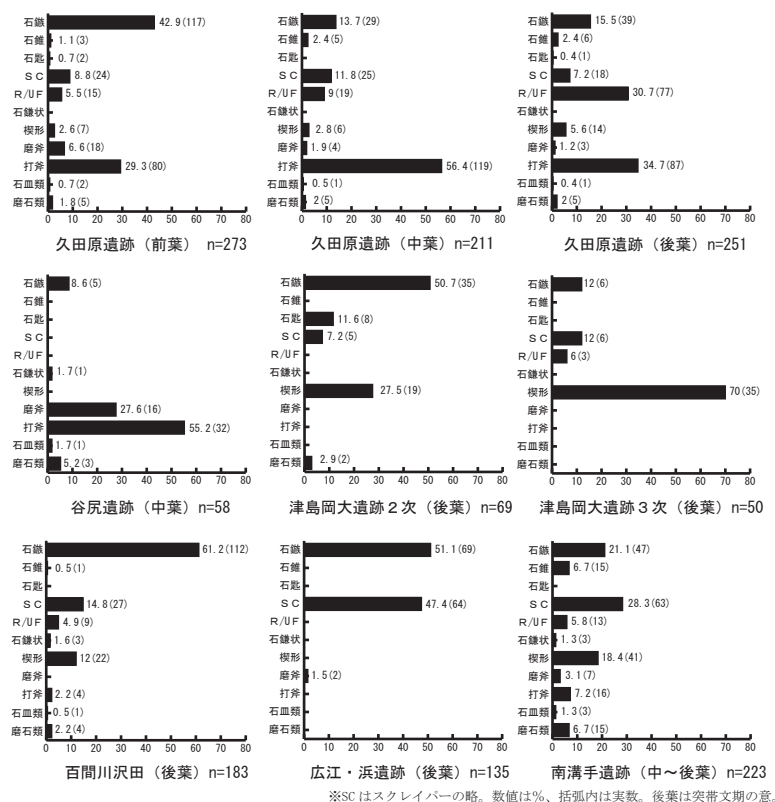 石鏃 42.9(117)
石錐 1.1(3)
石匙 0.7(2)
SC 8.8(24)
R/UF 5.5(15)
石鎌状
楔形 2.6(7)
磨斧 6.6(18)
打斧 29.3(80)
石皿類 0.7(2)
磨石類 1.8(5)
0 10 20 30 40 50 60 70 80
久田原遺跡（前葉） n=273
石鏃 13.7(29)
石錐 2.4(5)
石匙
SC 11.8(25)
R/UF 9(19)
石鎌状
楔形 2.8(6)
磨斧 1.9(4)
打斧 56.4(119)
石皿類 0.5(1)
磨石類 2(5)
0 10 20 30 40 50 60 70 80
久田原遺跡（中葉） n=211
石鏃 15.5(39)
石錐 2.4(6)
石匙 0.4(1)
SC 7.2(18)
R/UF 30.7(77)
石鎌状
楔形 5.6(14)
磨斧 1.2(3)
打斧 34.7(87)
石皿類 0.4(1)
磨石類 2(5)
0 10 20 30 40 50 60 70 80
久田原遺跡（後葉） n=251
石鏃 8.6(5)
石錐
石匙
SC
R/UF
石鎌状 1.7(1)
楔形
磨斧 27.6(16)
打斧 55.2(32)
石皿類 1.7(1)
磨石類 5.2(3)
0 10 20 30 40 50 60 70 80
谷尻遺跡（中葉）n=58
石鏃 50.7(35)
石錐
石匙 11.6(8)
SC 7.2(5)
R/UF
石鎌状
楔形 27.5(19)
磨斧
打斧
石皿類
磨石類 2.9(2)
0 10 20 30 40 50 60 70 80
津島岡大遺跡２次（後葉）n=69
石鏃 12(6)
石錐
石匙
SC 12(6)
R/UF 6(3)
石鎌状
楔形 70(35)
磨斧
打斧
石皿類
磨石類
0 10 20 30 40 50 60 70 80
津島岡大遺跡３次（後葉）n=50
石鏃 61.2(112)
石錐 0.5(1)
石匙
SC 14.8(27)
R/UF 4.9(9)
石鎌状 1.6(3)
楔形 12(22)
磨斧
打斧 2.2(4)
石皿類 0.5(1)
磨石類 2.2(4)
0 10 20 30 40 50 60 70 80
百間川沢田（後葉）n=183
石鏃 51.1(69)
石錐
石匙
SC 47.4(64)
R/UF
石鎌状
楔形
磨斧 1.5(2)
打斧
石皿類
磨石類
0 10 20 30 40 50 60 70 80
広江・浜遺跡（後葉）n=135
石鏃 21.1(47)
石錐 6.7(15)
石匙
SC 28.3(63)
R/UF 5.8(13)
石鎌状 1.3(3)
楔形 18.4(41)
磨斧 3.1(7)
打斧 7.2(16)
石皿類 1.3(3)
磨石類 6.7(15)
0 10 20 30 40 50 60 70 80
南溝手遺跡（中～後葉）n=223
※SCはスクレイパーの略。数値は％、括弧内は実数。後葉は突帯文期の意。